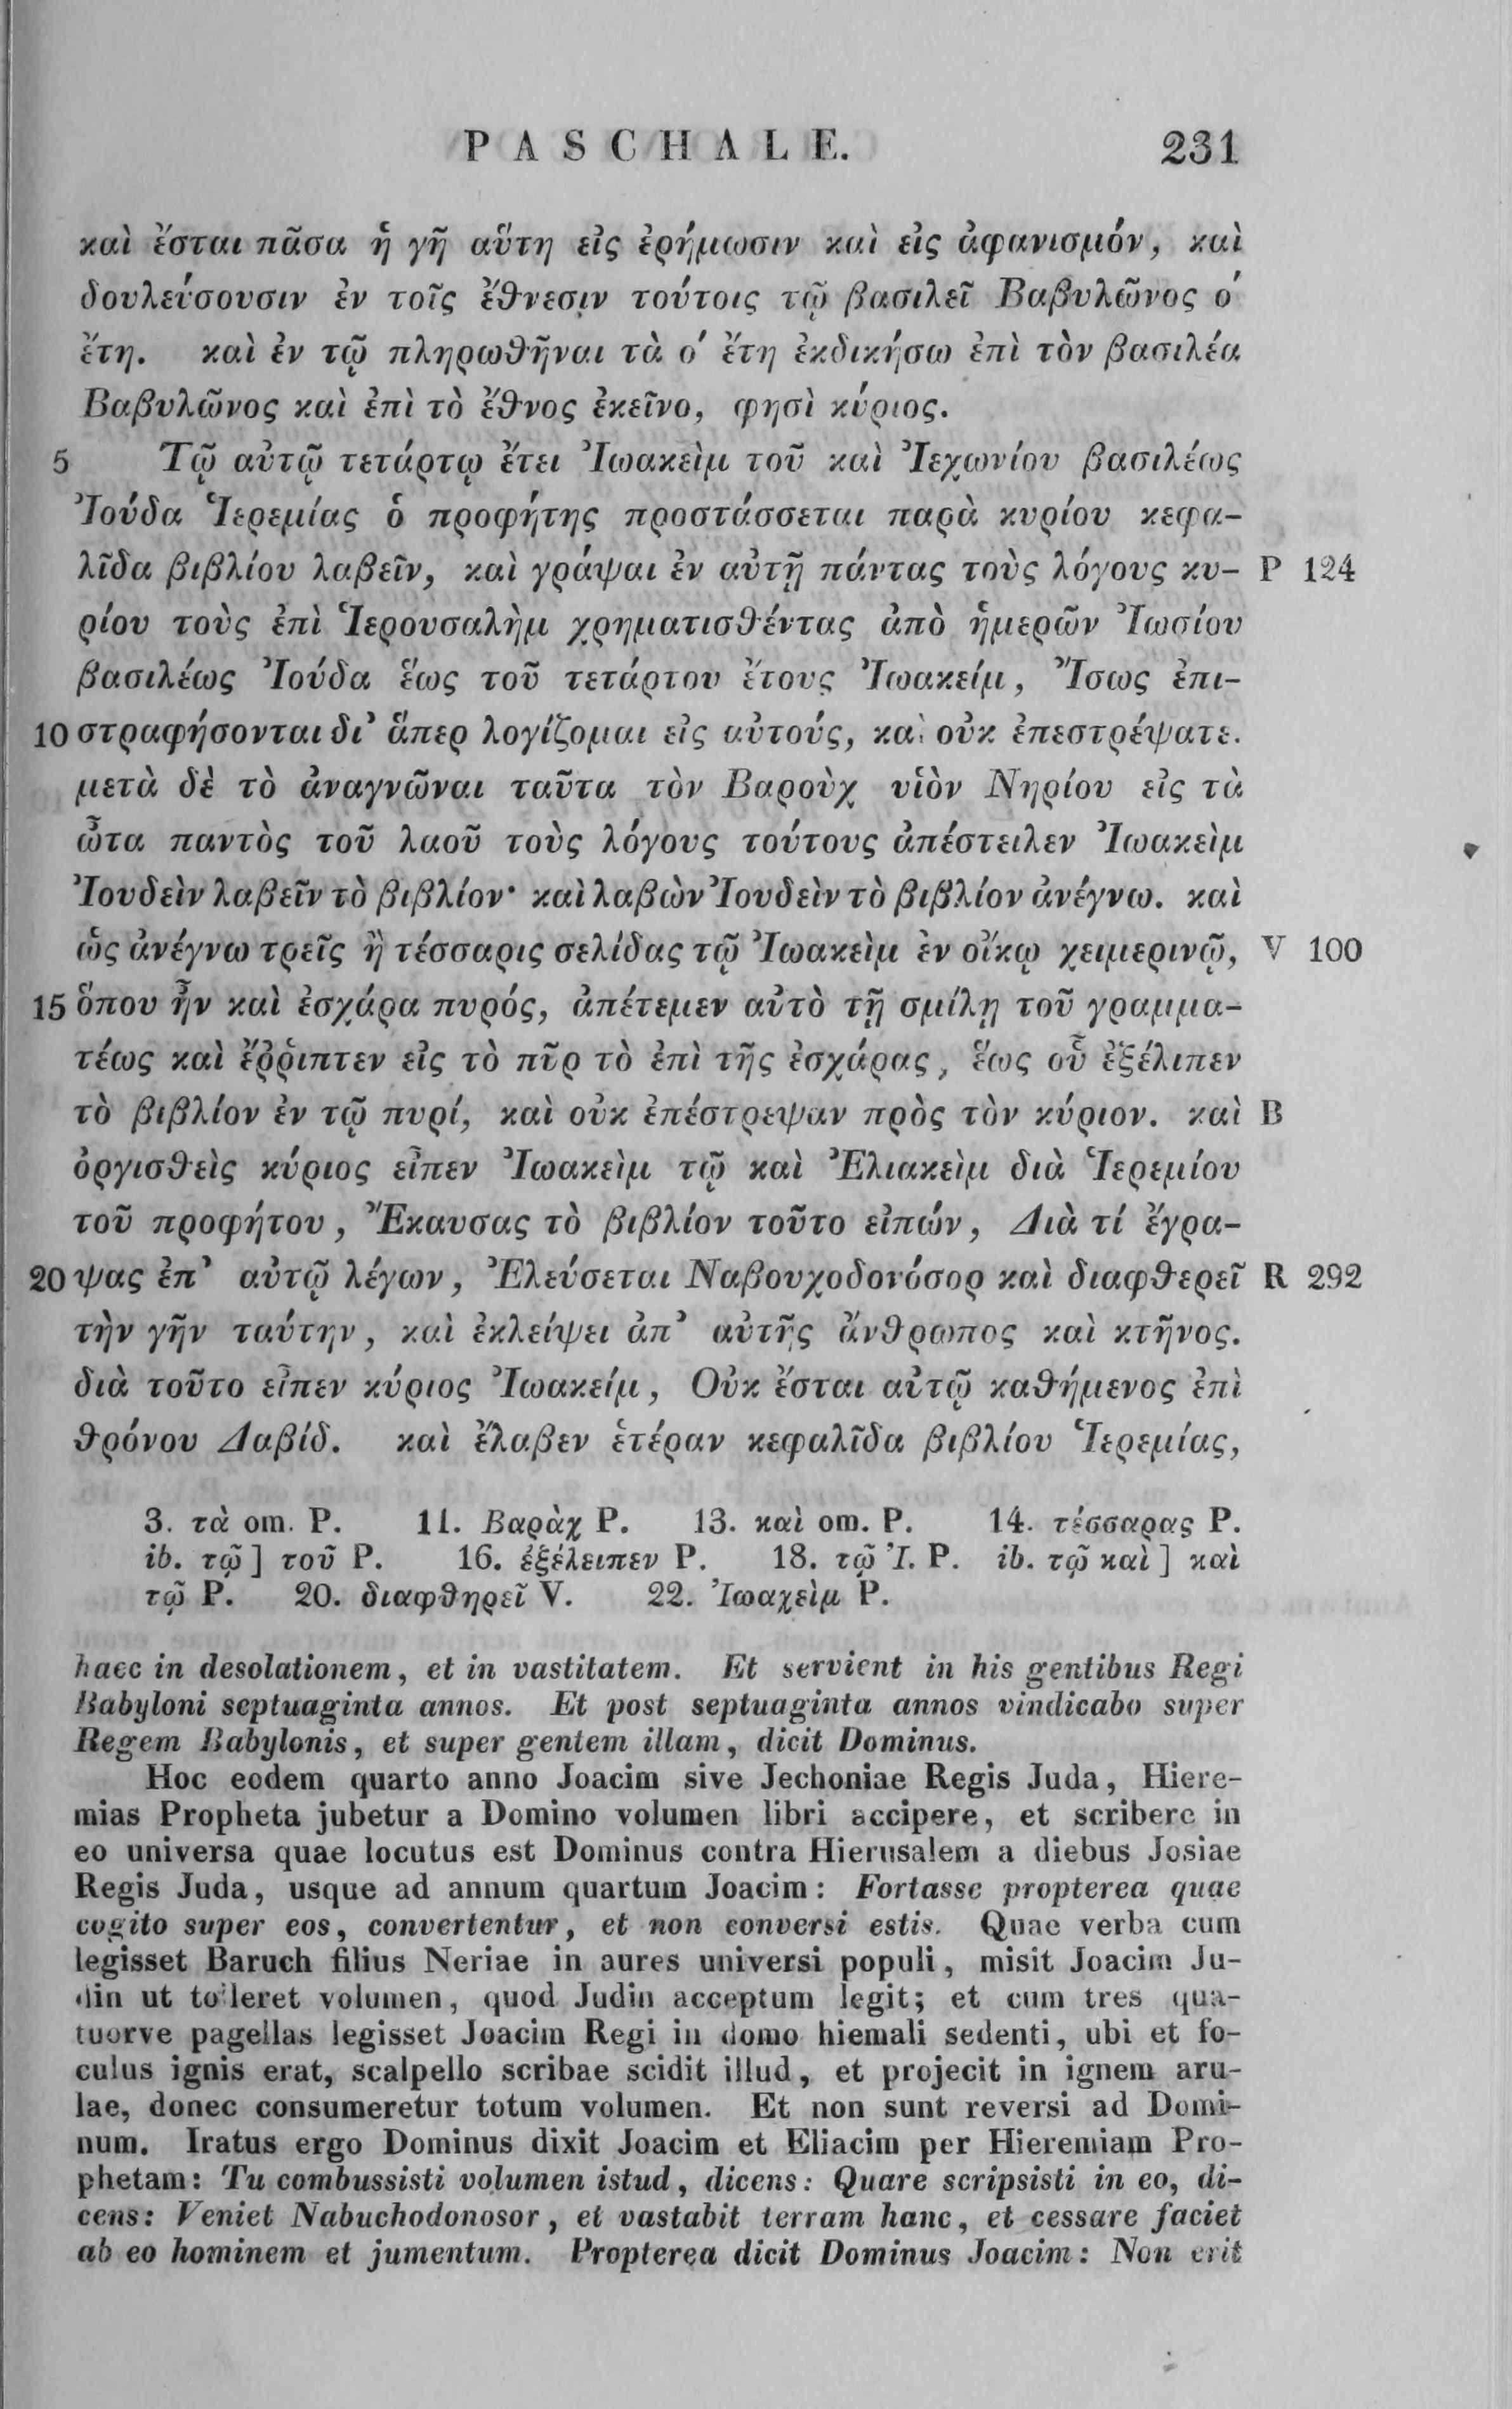 PASCHALE. 231
καὶ ἔσται πᾶσα ἡ γῆ αὕτη εἰς ἐρήμωσιν καὶ εἰς ἀφανισμόν, καὶ
δουλεύσουσιν ἐν τοῖς ἔθνεσιν τούτοις τῷ βασιλεῖ Βαβυλῶνος ο΄
ἔτη. καὶ ἐν τῷ πληρωθῆναι τὰ ο΄ ἔτη ἐκδικήσω ἐπὶ τὸν βασιλέα
Βαβυλῶνος καὶ ἐπὶ τὸ ἔθνος ἐκεῖνο, φησὶ κύριος.
5 Τῷ αὐτῷ τετάρτῳ ἔτει Ἰωακεὶμ τοῦ καὶ Ἰεχωνίου βασιλέως
Ἰούδα Ἱερεμίας ὁ προφήτης προστάσσεται παρὰ κυρίου κεφα-
λῖδα βιβλίου λαβεῖν, καὶ γράψαι ἐν αὐτῇ πάντας τοὺς λόγους κυ- P 124
ρίου τοὺς ἐπὶ Ἱερουσαλὴμ χρηματισθέντας ἀπὸ ἡμερῶν Ἰωσίου
βασιλέως Ἰούδα ἕως τοῦ τετάρτου ἔτους Ἰωακείμ, Ἴσως ἐπι-
10 στραφήσονται δι᾽ ἅπερ λογίζομαι εἰς αὐτούς, καὶ οὐκ ἐπεστρέψατε.
μετὰ δὲ τὸ ἀναγνῶναι ταῦτα τὸν Βαροὺχ υἱὸν Νηρίου εἰς τὰ
ὦτα παντὸς τοῦ λαοῦ τοὺς λόγους τούτους ἀπέστειλεν Ἰωακεὶμ
Ἰουδεὶν λαβεῖν τὸ βιβλίον· καὶ λαβὼν Ἰουδεὶν τὸ βιβλίον ἀνέγνω. καὶ
ὡς ἀνέγνω τρεῖς ἢ τέσσαρις σελίδας τῷ Ἰωακεὶμ ἐν οἴκῳ χειμερινῷ, V 100
15 ὅπου ἦν καὶ ἐσχάρα πυρός, ἀπέτεμεν αὐτὸ τῇ σμίλῃ τοῦ γραμμα-
τέως καὶ ἔῤῥιπτεν εἰς τὸ πῦρ τὸ ἐπὶ τῆς ἐσχάρας, ἕως οὗ ἐξέλιπεν
τὸ βιβλίον ἐν τῷ πυρί, καὶ οὐκ ἐπέστρεψαν πρὸς τὸν κύριον. καὶ B
ὀργισθεὶς κύριος εἶπεν Ἰωακεὶμ τῷ καὶ Ἐλιακεὶμ διὰ Ἱερεμίου
τοῦ προφήτου, Ἔκαυσας τὸ βιβλίον τοῦτο εἰπών, Διὰ τί ἔγρα-
20 ψας ἐπ᾽ αὐτῷ λέγων, Ἐλεύσεται Ναβουχοδονόσορ καὶ διαφθερεῖ R 292
τὴν γῆν ταύτην, καὶ ἐκλείψει ἀπ᾽ αὐτῆς ἄνθρωπος καὶ κτῆνος.
διὰ τοῦτο εἶπεν κύριος Ἰωακείμ, Οὐκ ἔσται αὐτῷ καθήμενος ἐπὶ
θρόνου Δαβίδ. καὶ ἔλαβεν ἑτέραν κεφαλῖδα βιβλίου Ἱερεμίας,
3. τὰ om. P. 11. Βαρὰχ P. 13. καὶ om. P. 14. τέσσαρας P.
ib. τῷ] τοῦ P. 16. ἐξέλειπεν P. 18. τῷ Ἰ. P. ib. τῷ καὶ] καὶ
τῷ P. 20. διαφθηρεῖ V. 22. Ἰωαχεὶμ P.
haec in desolationem, et in vastitatem. Et servient in his gentibus Regi
Babyloni septuaginta annos. Et post septuaginta annos vindicabo super
Regem Babylonis, et super gentem illam, dicit Dominus.
Hoc eodem quarto anno Joacim sive Jechoniae Regis Juda, Hiere-
mias Propheta jubetur a Domino volumen libri accipere, et scribere in
eo universa quae locutus est Dominus contra Hierusalem a diebus Josiae
Regis Juda, usque ad annum quartum Joacim: Fortasse propterea quae
cogito super eos, convertentur, et non conversi estis. Quae verba cum
legisset Baruch filius Neriae in aures universi populi, misit Joacim Ju-
din ut tolleret volumen, quod Judin acceptum legit; et cum tres qua-
tuorve pagellas legisset Joacim Regi in domo hiemali sedenti, ubi et fo-
culus ignis erat, scalpello scribae scidit illud, et projecit in ignem aru-
lae, donec consumeretur totum volumen. Et non sunt reversi ad Domi-
num. Iratus ergo Dominus dixit Joacim et Eliacim per Hieremiam Pro-
phetam: Tu combussisti volumen istud, dicens: Quare scripsisti in eo, di-
cens: Veniet Nabuchodonosor, et vastabit terram hanc, et cessare faciet
ab eo hominem et jumentum. Propterea dicit Dominus Joacim: Non erit